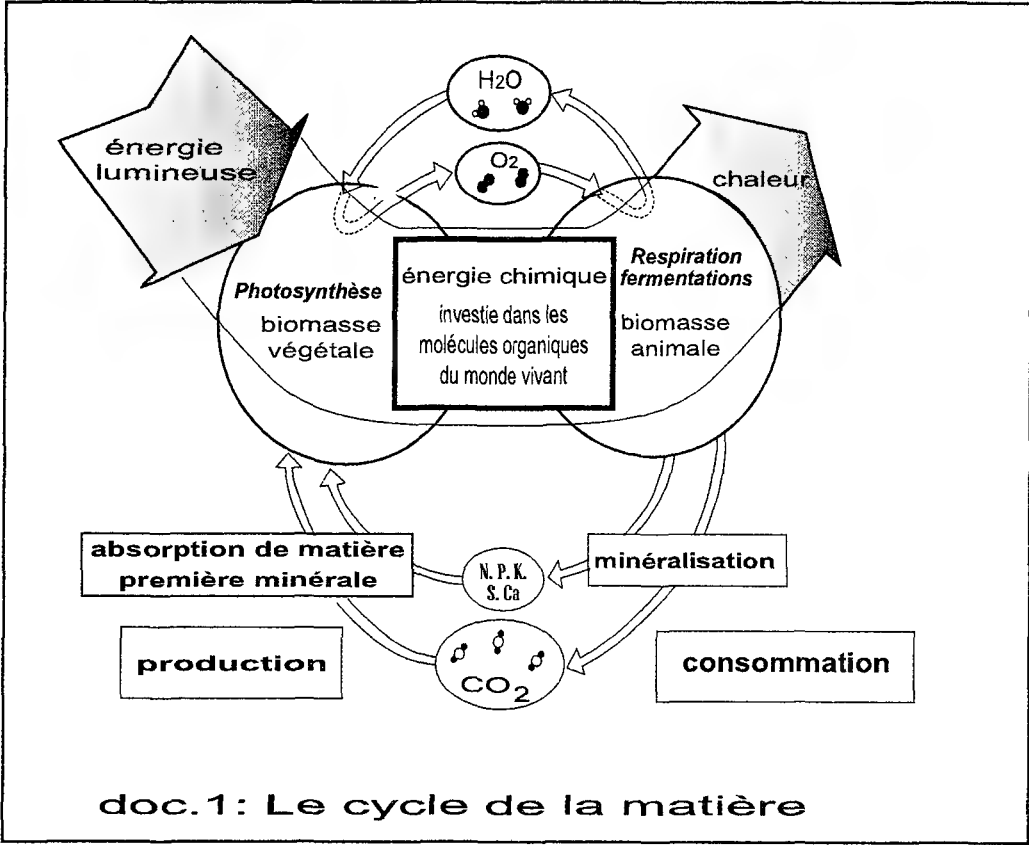 H2O
O2
énergie
lumineuse
chaleur
Photosynthèse
biomasse
végétale
énergie chimique
investie dans les
molécules organiques
du monde vivant
Respiration
fermentations
biomasse
animale
absorption de matière
première minérale
N. P. K.
S. Ca
minéralisation
production
CO2
consommation
doc.1: Le cycle de la matière